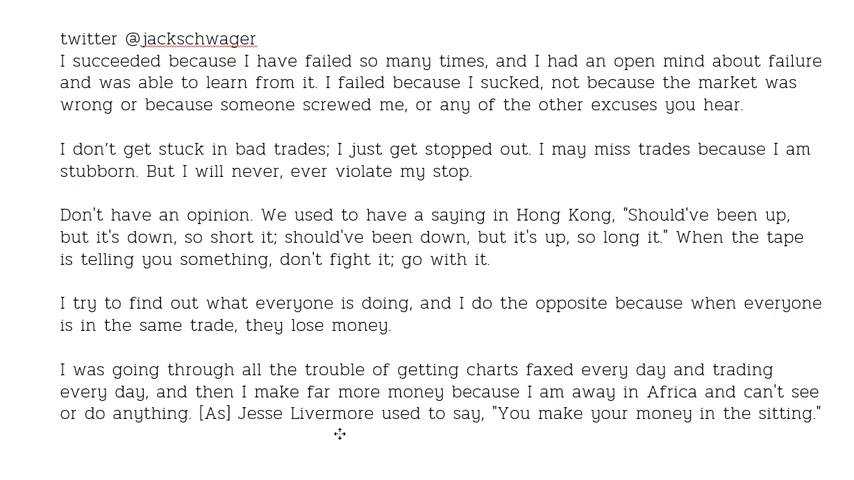 twitter @jackschwager
I succeeded because I have failed so many times, and I had an open mind about failure
and was able to learn from it. I failed because I sucked, not because the market was
wrong or because someone screwed me, or any of the other excuses you hear.
I don’t get stuck in bad trades; I just get stopped out. I may miss trades because I am
stubborn. But I will never, ever violate my stop.
Don't have an opinion. We used to have a saying in Hong Kong, "Should've been up,
but it's down, so short it; should've been down, but it's up, so long it." When the tape
is telling you something, don't fight it; go with it.
I try to find out what everyone is doing, and I do the opposite because when everyone
is in the same trade, they lose money.
I was going through all the trouble of getting charts faxed every day and trading
every day, and then I make far more money because I am away in Africa and can't see
or do anything. [As] Jesse Livermore used to say, "You make your money in the sitting."